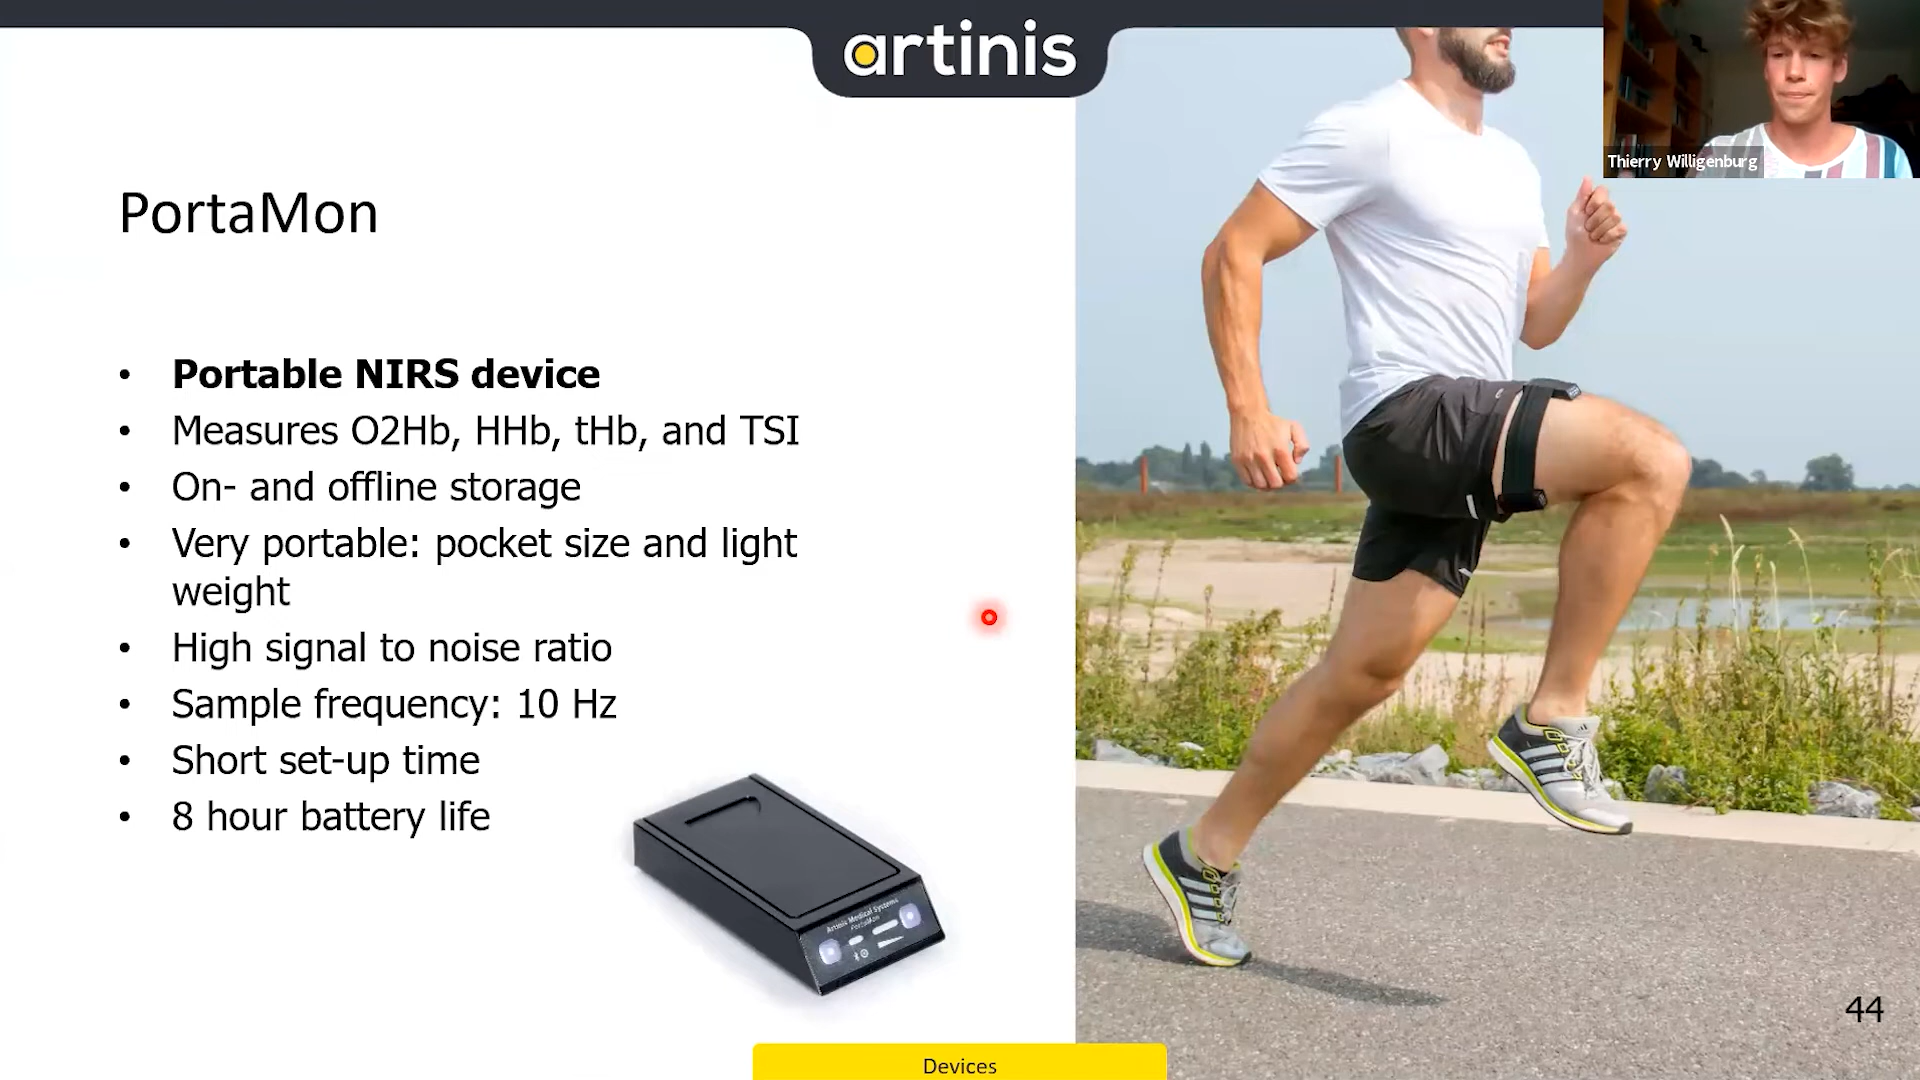 artinis
Thierry Willigenburg
PortaMon
• Portable NIRS device
• Measures O2Hb, HHb, tHb, and TSI
• On- and offline storage
• Very portable: pocket size and light
weight
• High signal to noise ratio
• Sample frequency: 10 Hz
• Short set-up time
• 8 hour battery life
Artinis Medical Systems
PortaMon
44
Devices